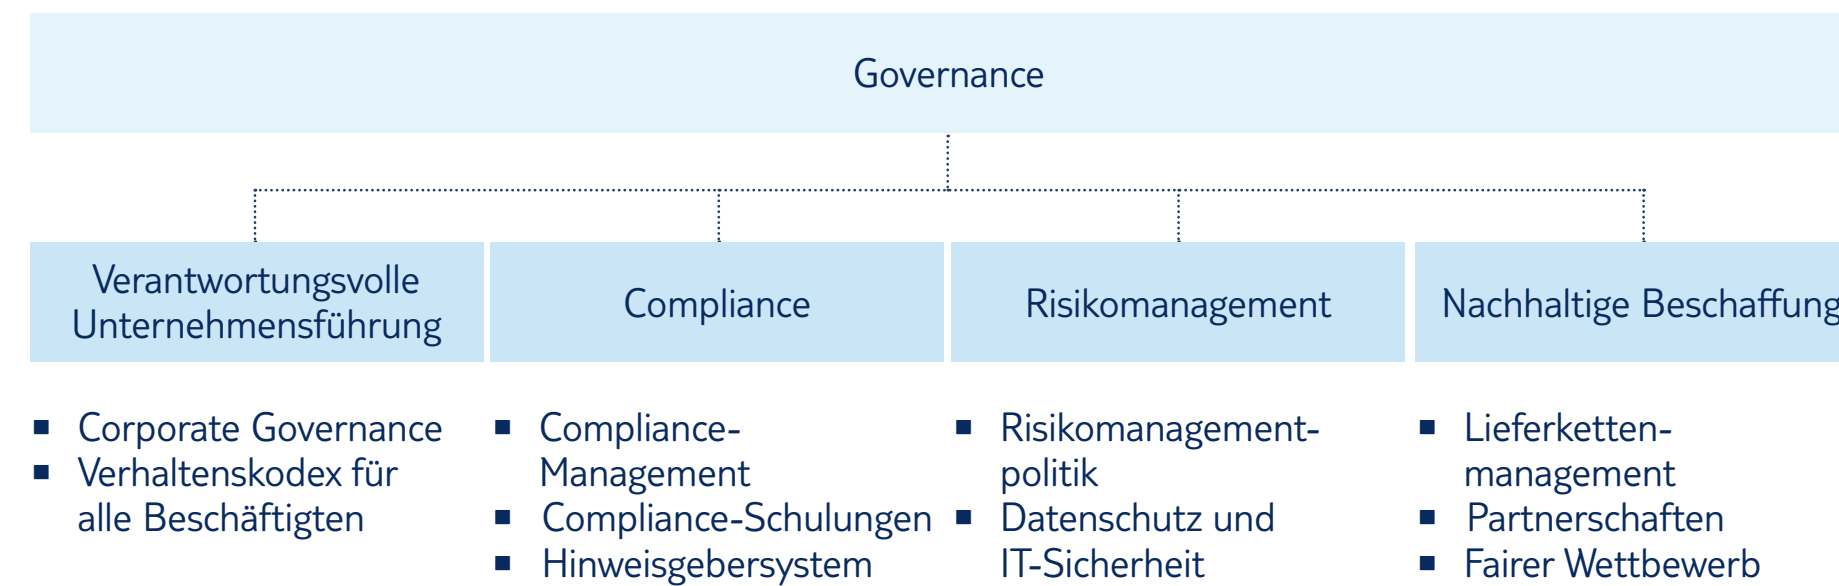 Governance
Verantwortungsvolle
Unternehmensführung
Compliance
Risikomanagement
Nachhaltige Beschaffung
▪ Corporate Governance
▪ Verhaltenskodex für
alle Beschäftigten
▪ Compliance-
Management
▪ Compliance-Schulungen
▪ Hinweisgebersystem
▪ Risikomanagement-
politik
▪ Datenschutz und
IT-Sicherheit
▪ Lieferketten-
management
▪ Partnerschaften
▪ Fairer Wettbewerb